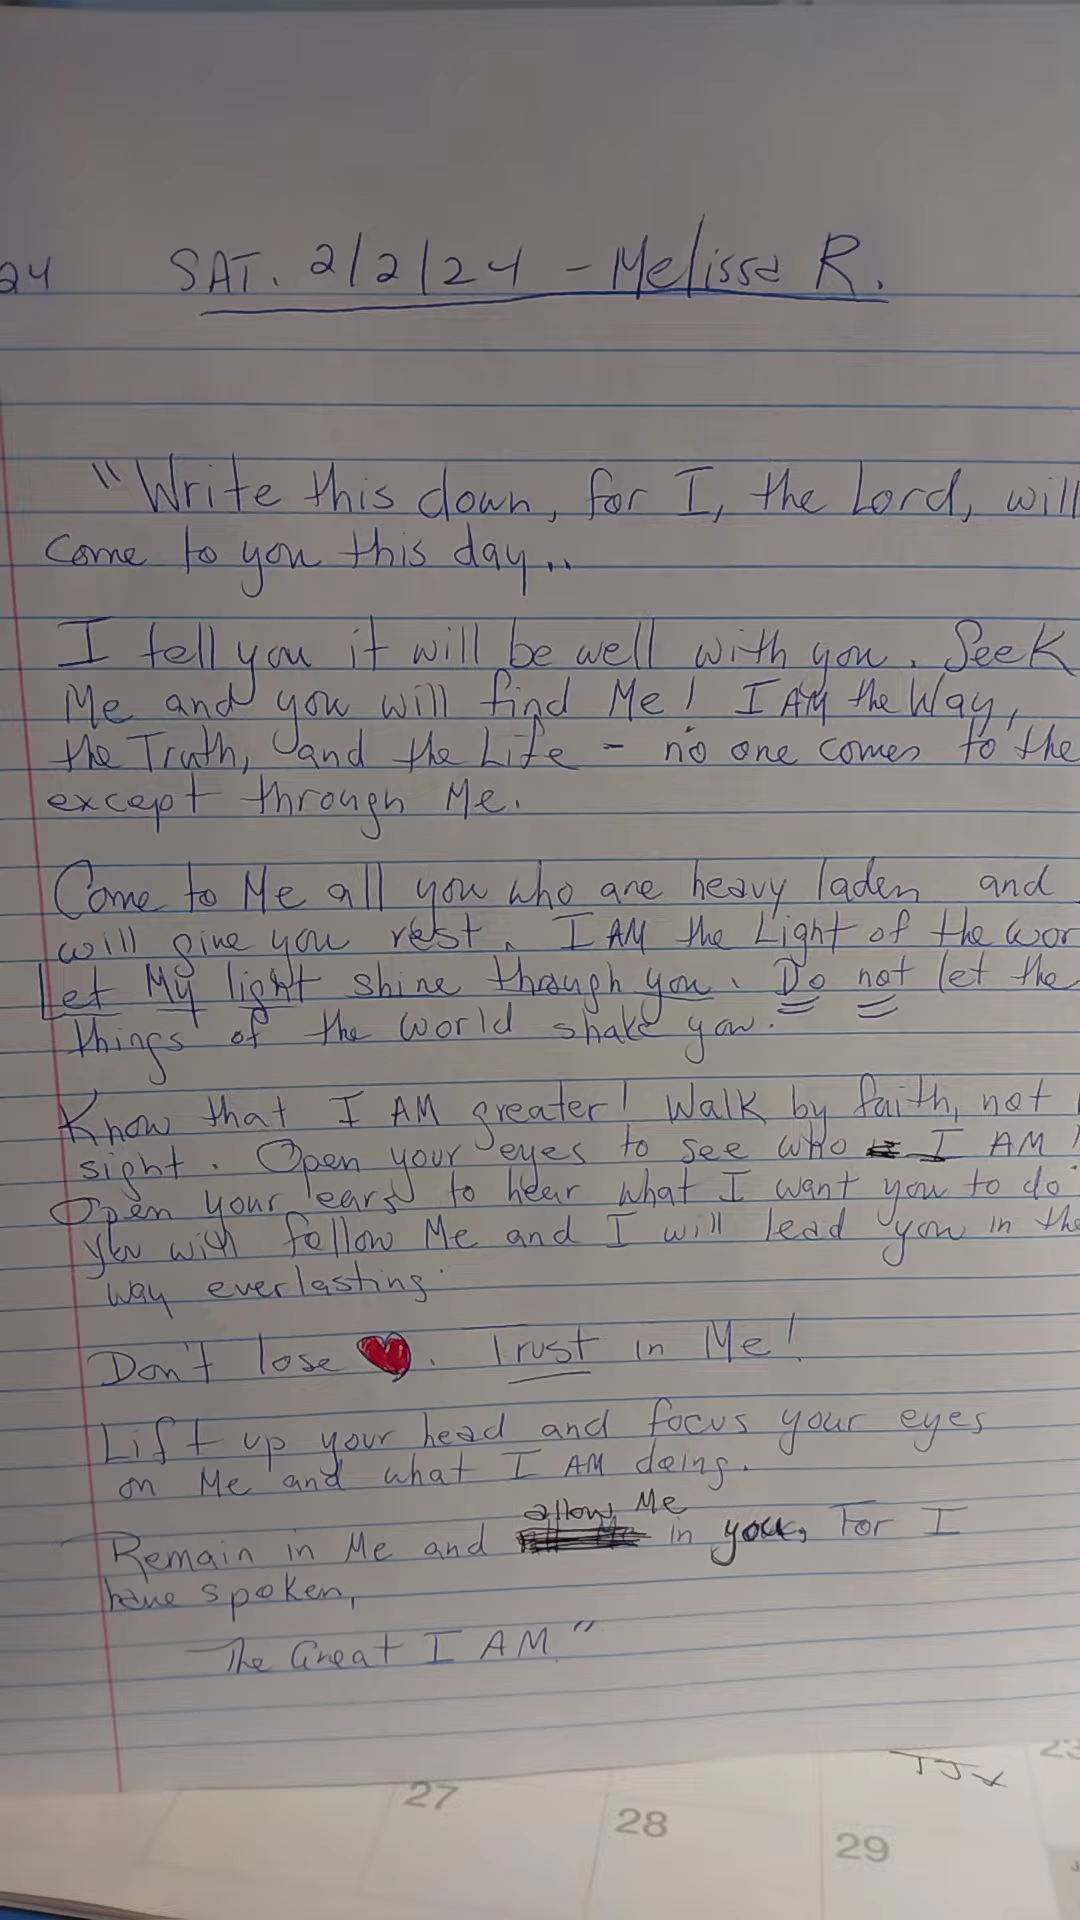 24 SAT. 2/2/24 - Melissa R.
"Write this down, for I, the Lord, will
come to you this day...
I tell you it will be well with you. Seek
Me and you will find Me! I AM the Way,
the Truth, and the Life - no one comes to the
except through Me.
Come to Me all you who are heavy laden and
will give you rest. I AM the Light of the wor
Let My light shine through you. Do not let the
things of the world shake you.
Know that I AM greater! Walk by faith, not
sight. Open your eyes to see who I AM!
Open your ears to hear what I want you to do
you will follow Me and I will lead you in the
way everlasting.
Don't lose ❤. Trust in Me!
Lift up your head and focus your eyes
on Me and what I AM doing.
allow Me
Remain in Me and in you, For I
have spoken,
The Great I AM"
TJX
23
27
28
29